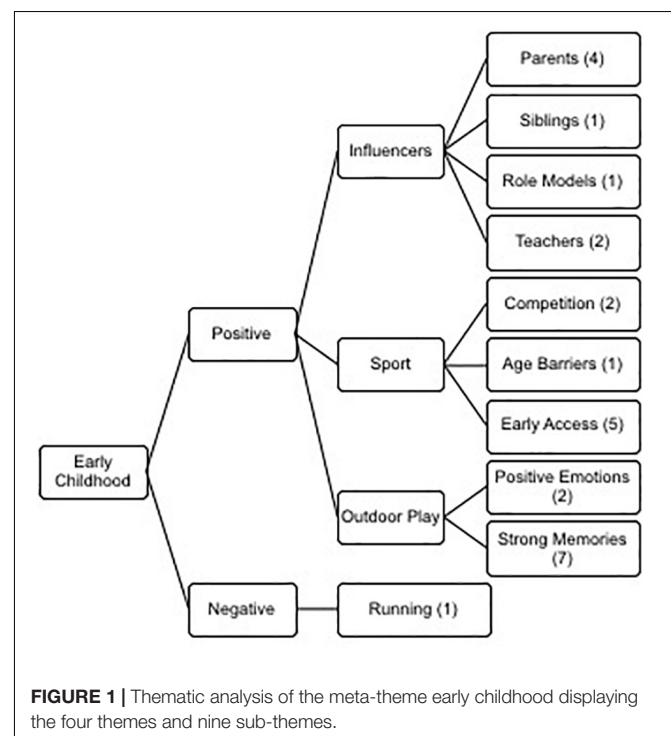 Parents (4)
Siblings (1)
Influencers
Role Models (1)
Teachers (2)
Competition (2)
Positive
Sport
Age Barriers (1)
Early Access (5)
Early
Childhood
Positive Emotions
(2)
Outdoor Play
Strong Memories
(7)
Negative
Running (1)
FIGURE 1 | Thematic analysis of the meta-theme early childhood displaying
the four themes and nine sub-themes.